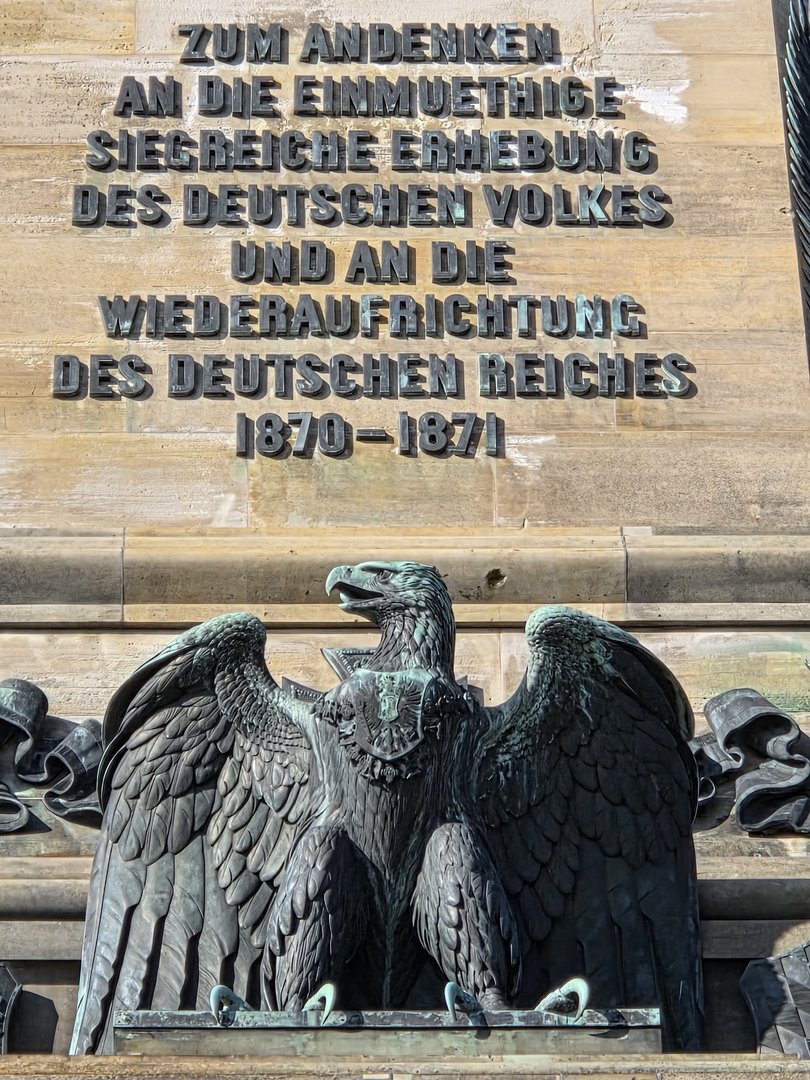 ZUM ANDENKEN
AN DIE EINMUETHIGE
SIEGREICHE ERHEBUNG
DES DEUTSCHEN VOLKES
UND AN DIE
WIEDERAUFRICHTUNG
DES DEUTSCHEN REICHES
1870-1871